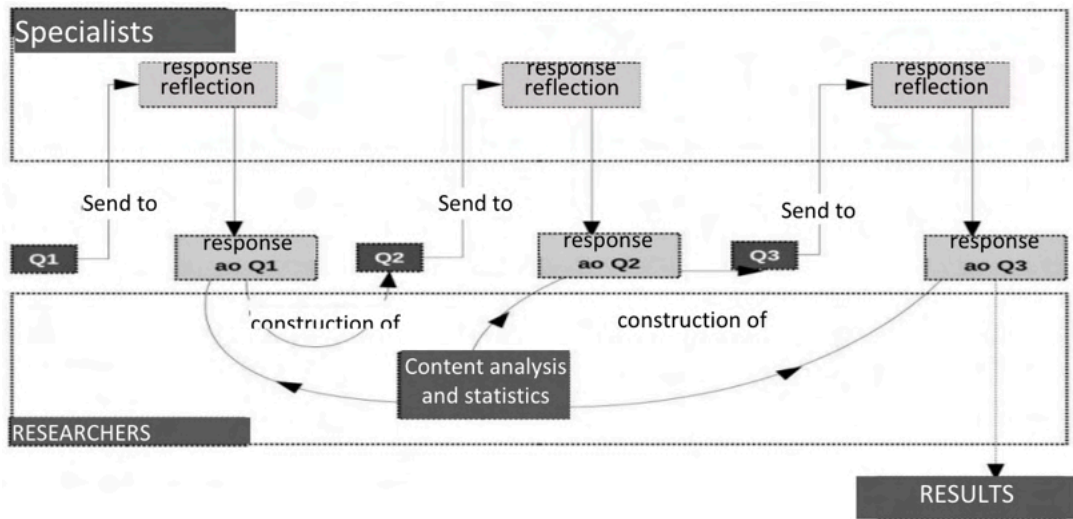 Specialists
response
reflection
response
reflection
response
reflection
Send to
Send to
Send to
Q1
response
ao Q1
Q2
response
ao Q2
Q3
response
ao Q3
construction of
construction of
Content analysis
and statistics
RESEARCHERS
RESULTS